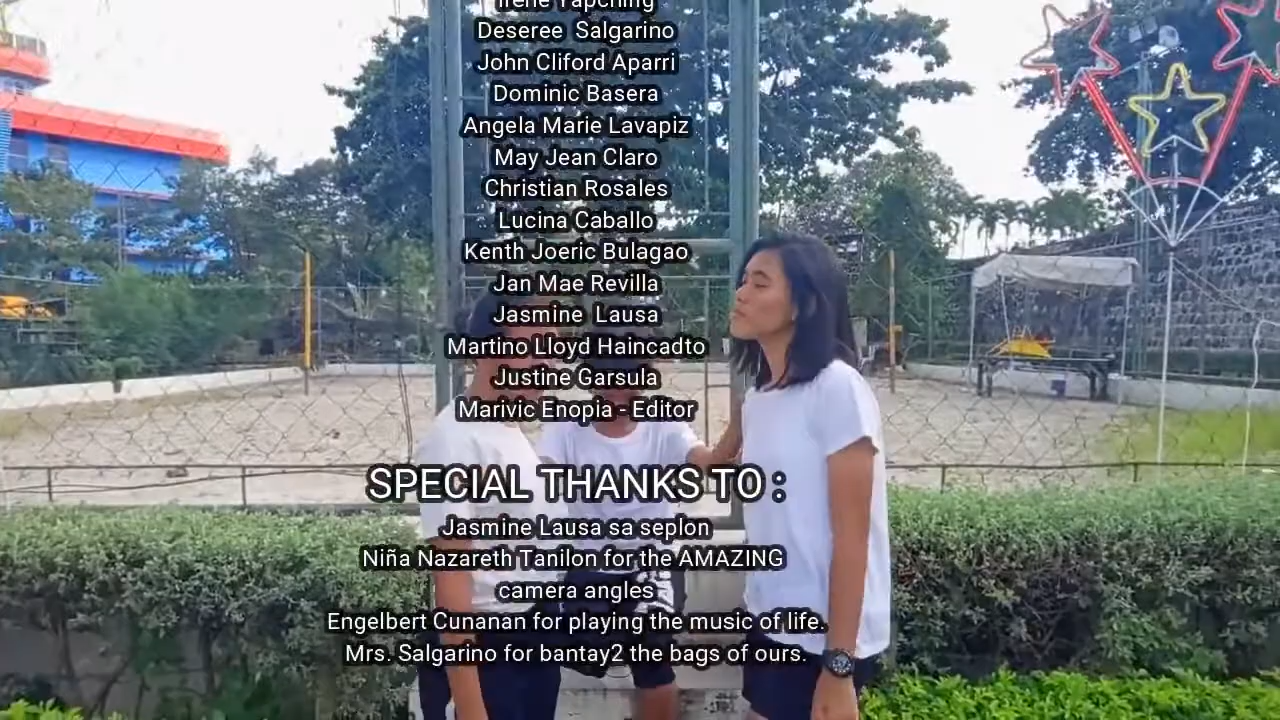 Irene Yapching
Deseree Salgarino
John Cliford Aparri
Dominic Basera
Angela Marie Lavapiz
May Jean Claro
Christian Rosales
Lucina Caballo
Kenth Joeric Bulagao
Jan Mae Revilla
Jasmine Lausa
Martino Lloyd Haincadto
Justine Garsula
Marivic Enopia - Editor
SPECIAL THANKS TO :
Jasmine Lausa sa seplon
Niña Nazareth Tanilon for the AMAZING
camera angles
Engelbert Cunanan for playing the music of life.
Mrs. Salgarino for bantay2 the bags of ours.